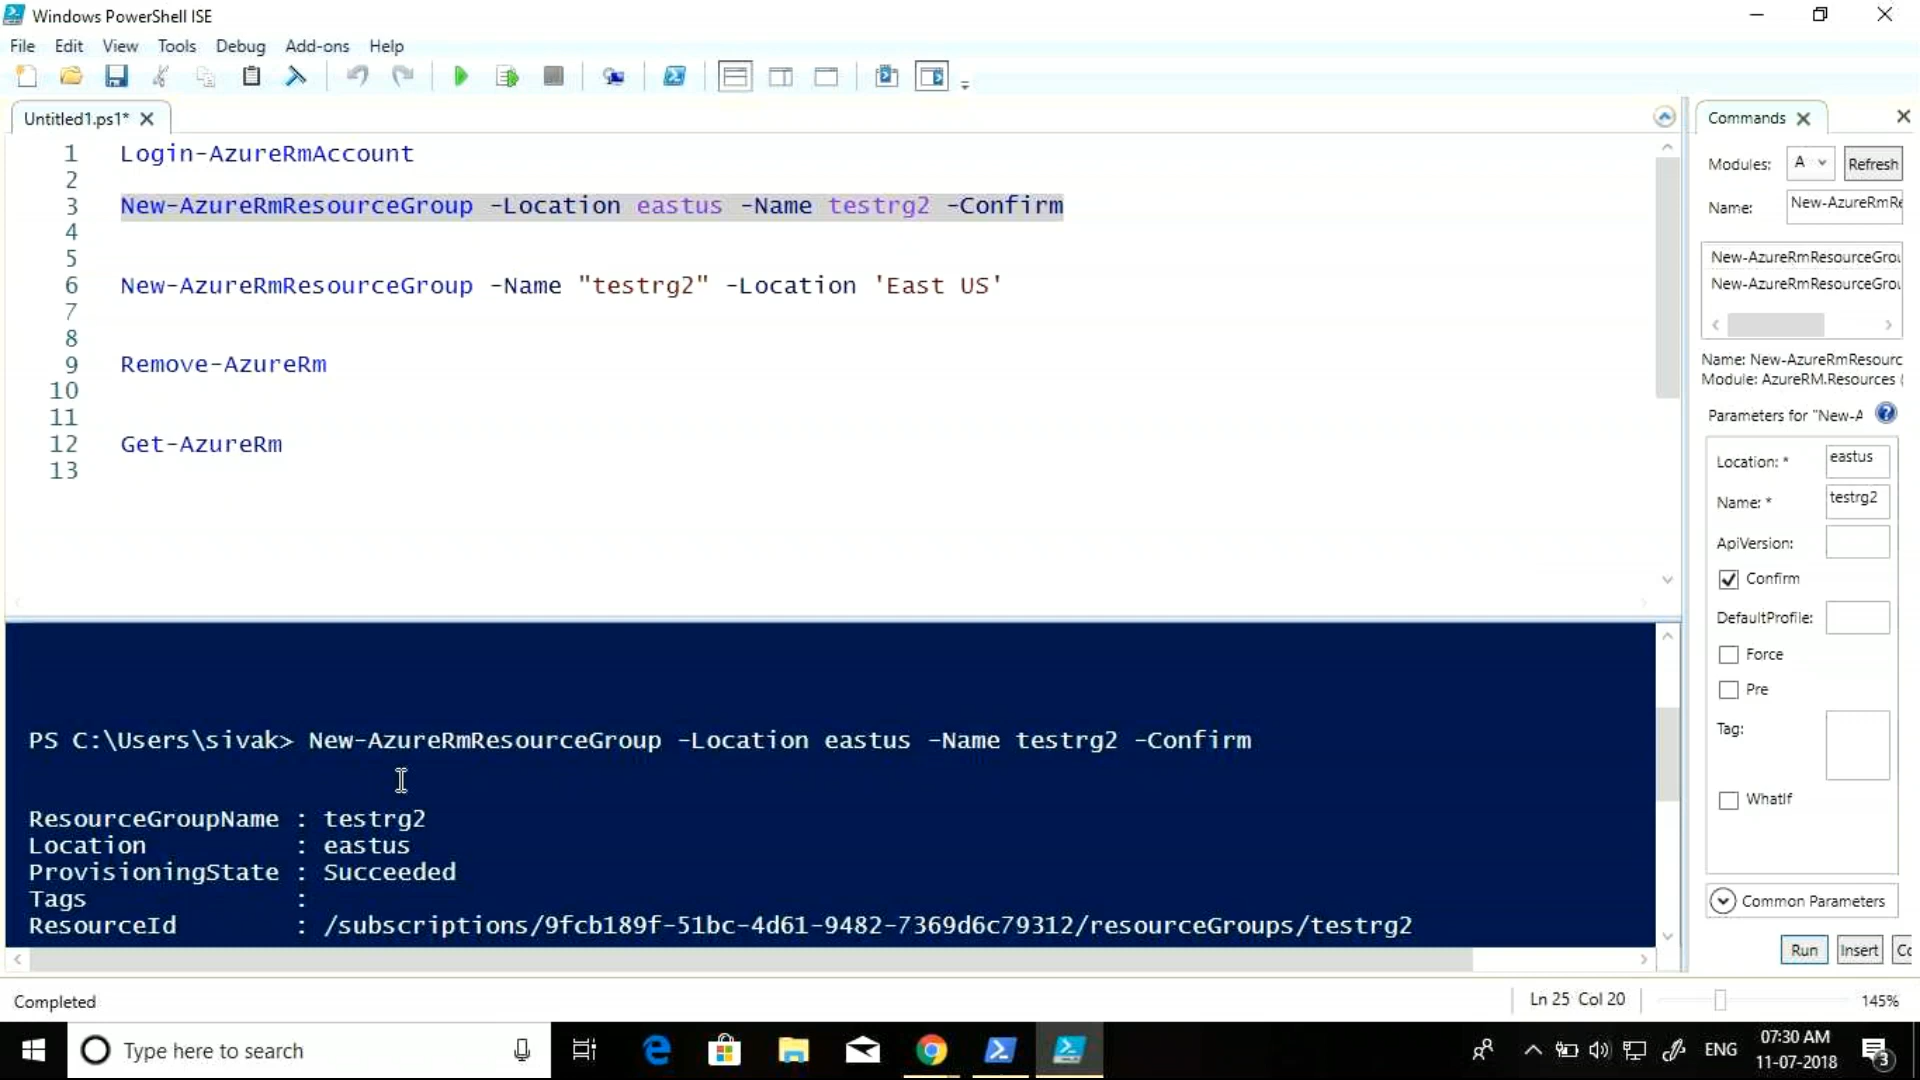 Windows PowerShell ISE
File Edit View Tools Debug Add-ons Help
Untitled1.ps1*
1 Login-AzureRmAccount
2
3 New-AzureRmResourceGroup -Location eastus -Name testrg2 -Confirm
4
5
6 New-AzureRmResourceGroup -Name "testrg2" -Location 'East US'
7
8
9 Remove-AzureRm
10
11
12 Get-AzureRm
13
PS C:\Users\sivak> New-AzureRmResourceGroup -Location eastus -Name testrg2 -Confirm
ResourceGroupName : testrg2
Location : eastus
ProvisioningState : Succeeded
Tags :
ResourceId : /subscriptions/9fcb189f-51bc-4d61-9482-7369d6c79312/resourceGroups/testrg2
Commands
Modules: A Refresh
Name: New-AzureRmRe
New-AzureRmResourceGrou
New-AzureRmResourceGrou
Name: New-AzureRmResourc
Module: AzureRM.Resources (
Parameters for "New-A
Location: * eastus
Name: * testrg2
ApiVersion:
Confirm
DefaultProfile:
Force
Pre
Tag:
WhatIf
Common Parameters
Run Insert Co
Completed
Ln 25 Col 20
145%
Type here to search
ENG
07:30 AM
11-07-2018
3